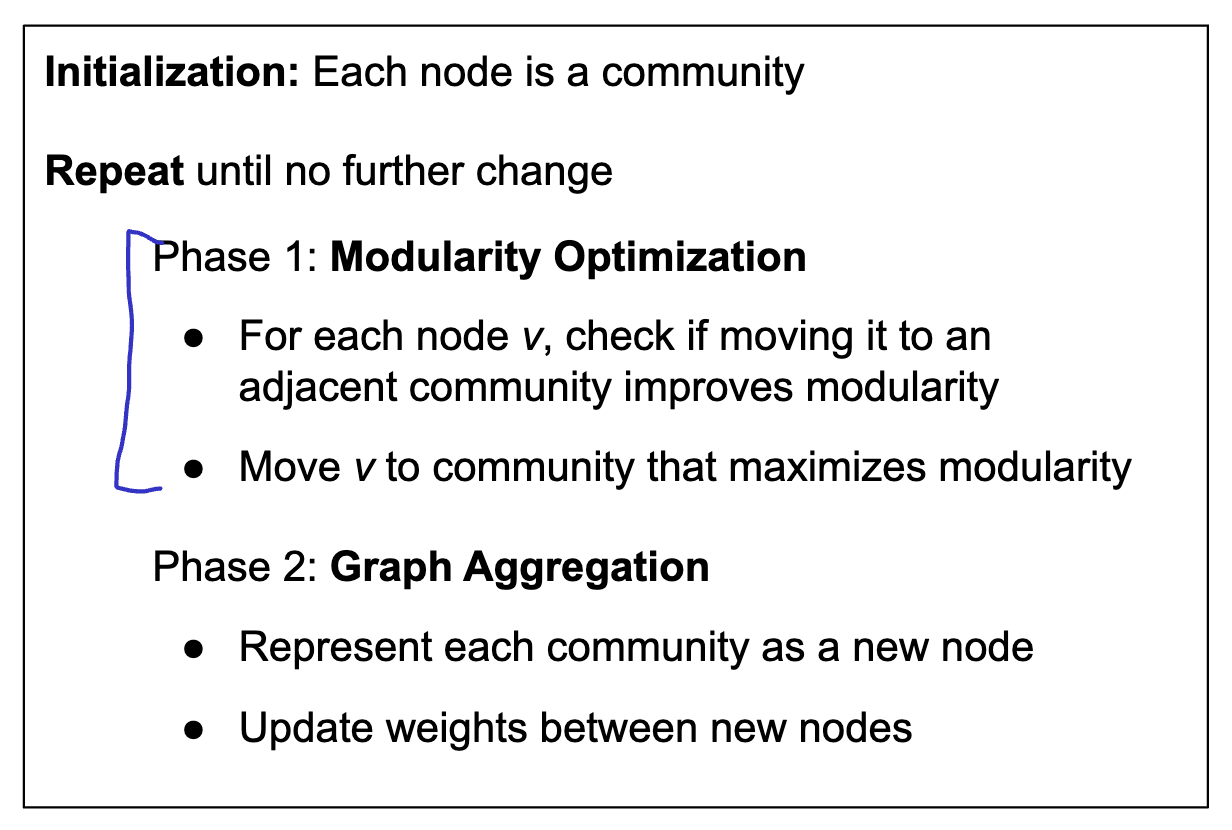 Initialization: Each node is a community
Repeat until no further change
Phase 1: Modularity Optimization
● For each node v, check if moving it to an
adjacent community improves modularity
● Move v to community that maximizes modularity
Phase 2: Graph Aggregation
● Represent each community as a new node
● Update weights between new nodes